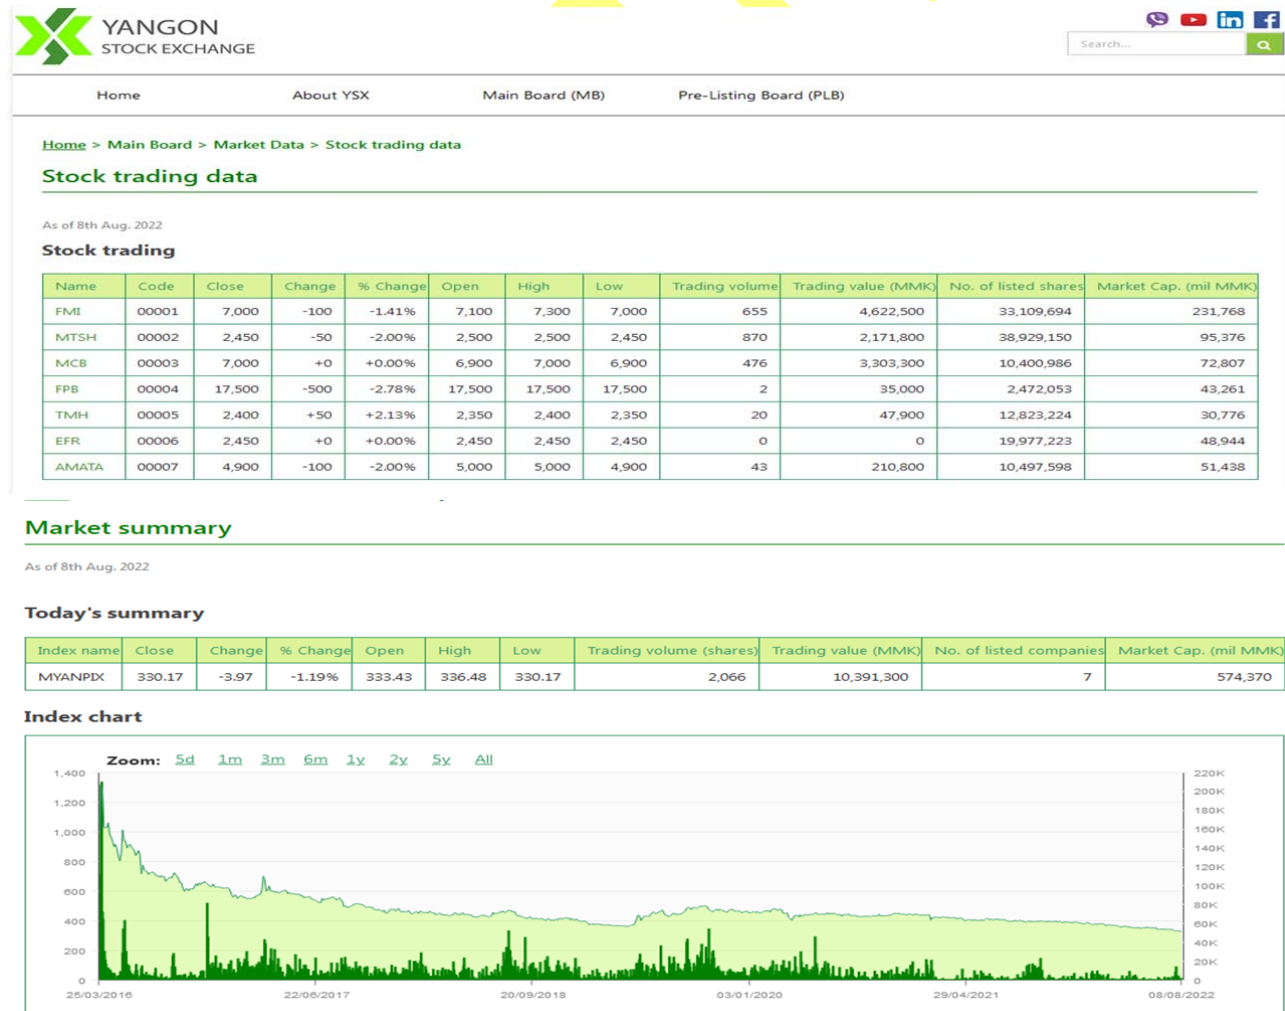 YANGON
STOCK EXCHANGE
Search...
Home About YSX Main Board (MB) Pre-Listing Board (PLB)
Home > Main Board > Market Data > Stock trading data
Stock trading data
As of 8th Aug. 2022
Stock trading
Name Code Close Change % Change Open High Low Trading volume Trading value (MMK) No. of listed shares Market Cap. (mil MMK)
FMI 00001 7,000 -100 -1.41% 7,100 7,300 7,000 655 4,622,500 33,109,694 231,768
MTSH 00002 2,450 -50 -2.00% 2,500 2,500 2,450 870 2,171,800 38,929,150 95,376
MCB 00003 7,000 +0 +0.00% 6,900 7,000 6,900 476 3,303,300 10,400,986 72,807
FPB 00004 17,500 -500 -2.78% 17,500 17,500 17,500 2 35,000 2,472,053 43,261
TMH 00005 2,400 +50 +2.13% 2,350 2,400 2,350 20 47,900 12,823,224 30,776
EFR 00006 2,450 +0 +0.00% 2,450 2,450 2,450 0 0 19,977,223 48,944
AMATA 00007 4,900 -100 -2.00% 5,000 5,000 4,900 43 210,800 10,497,598 51,438
Market summary
As of 8th Aug. 2022
Today's summary
Index name Close Change % Change Open High Low Trading volume (shares) Trading value (MMK) No. of listed companies Market Cap. (mil MMK)
MYANPIX 330.17 -3.97 -1.19% 333.43 336.48 330.17 2,066 10,391,300 7 574,370
Index chart
Zoom: 5d 1m 3m 6m 1y 2y 5y All
1,400 220K
200K
1,200
180K
1,000 160K
140K
800
120K
600 100K
80K
400 60K
40K
200
20K
0 0
25/03/2016 22/06/2017 20/09/2018 03/01/2020 29/04/2021 08/08/2022